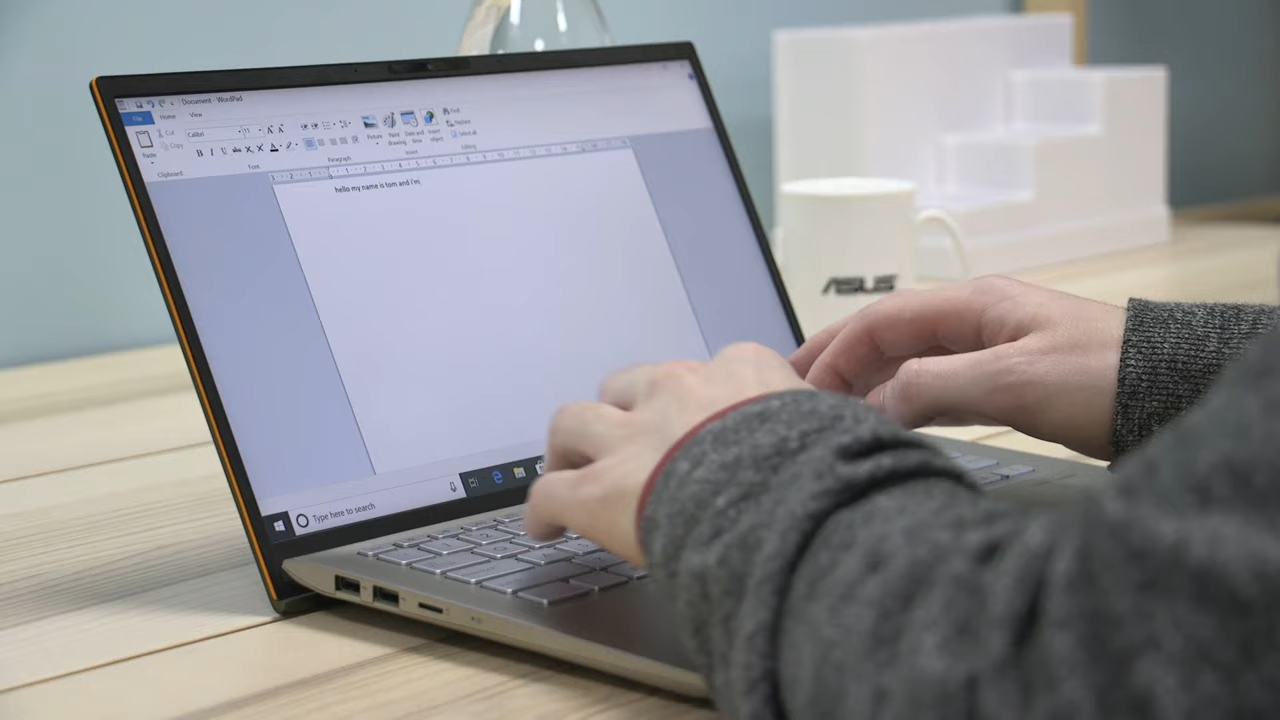 Document - WordPad
File Home View
Cut
Copy
Paste
Clipboard
Calibri 11
B I U abc X X A
Font
Paragraph
Picture
Paint drawing
Date and time
Insert object
Insert
Find
Replace
Select all
Editing
hello my name is tom and i'm
Type here to search
ASUS